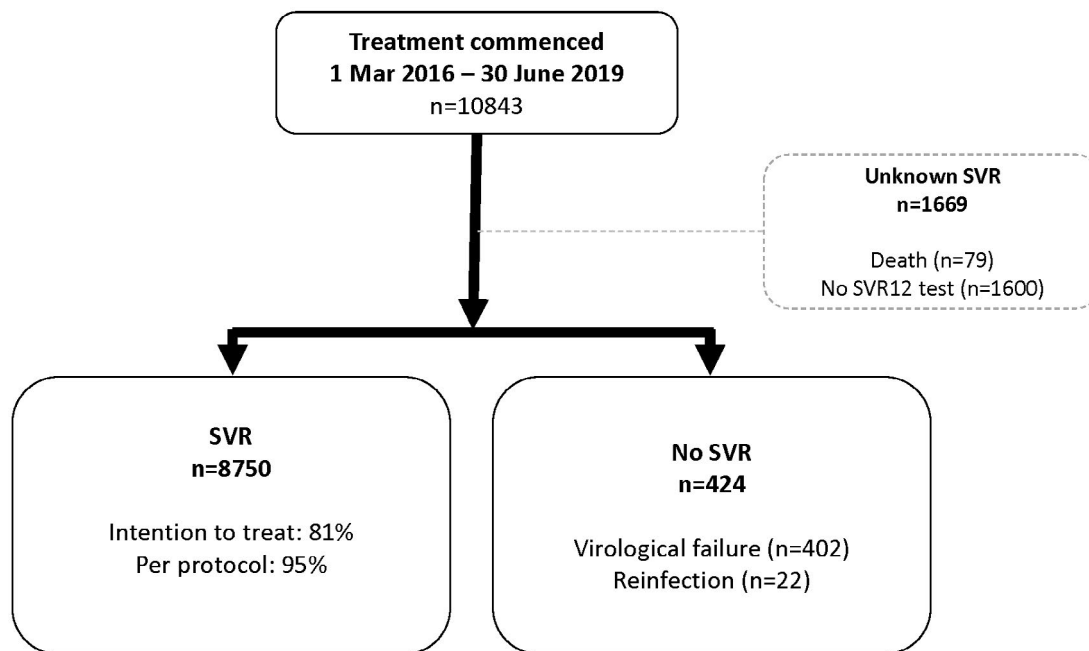 Treatment commenced
1 Mar 2016 – 30 June 2019
n=10843
Unknown SVR
n=1669
Death (n=79)
No SVR12 test (n=1600)
SVR
n=8750
Intention to treat: 81%
Per protocol: 95%
No SVR
n=424
Virological failure (n=402)
Reinfection (n=22)